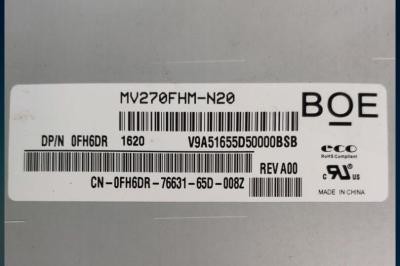 MV270FHM-N20
BOE
DP/N 0FH6DR 1620 V9A51655D50000BSB
eco
RoHS Compliant
REV A00
c RU US
MADE IN CHINA
CN-0FH6DR-76631-65D-008Z